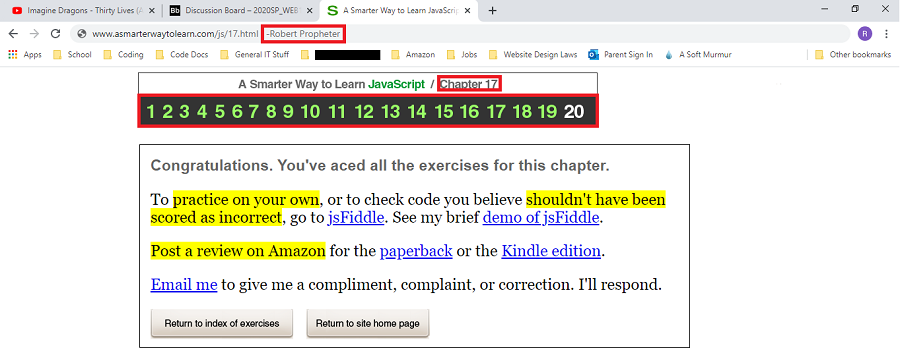 Imagine Dragons - Thirty Lives (A
Discussion Board – 2020SP_WEB
A Smarter Way to Learn JavaScrip
www.asmarterwaytolearn.com/js/17.html -Robert Propheter
R
Apps School Coding General IT Stuff Amazon Jobs Website Design Laws Parent Sign In A Soft Murmur Other bookmarks
A Smarter Way to Learn JavaScript / Chapter 17
1 2 3 4 5 6 7 8 9 10 11 12 13 14 15 16 17 18 19 20
Congratulations. You've aced all the exercises for this chapter.
To practice on your own, or to check code you believe shouldn't have been
scored as incorrect, go to jsFiddle. See my brief demo of jsFiddle.
Post a review on Amazon for the paperback or the Kindle edition.
Email me to give me a compliment, complaint, or correction. I'll respond.
Return to index of exercises Return to site home page